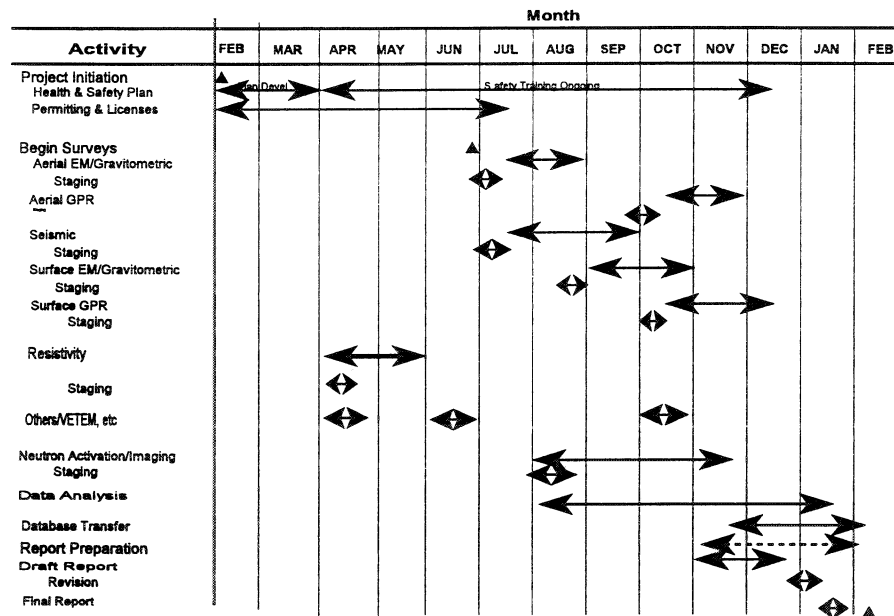 Month
Activity FEB MAR APR MAY JUN JUL AUG SEP OCT NOV DEC JAN FEB
Project Initiation
Health & Safety Plan Devel S afety Training Ongoing
Permitting & Licenses
Begin Surveys
Aerial EM/Gravitometric
Staging
Aerial GPR
Seismic
Staging
Surface EM/Gravitometric
Staging
Surface GPR
Staging
Resistivity
Staging
Others/VETEM, etc
Neutron Activation/Imaging
Staging
Data Analysis
Database Transfer
Report Preparation
Draft Report
Revision
Final Report